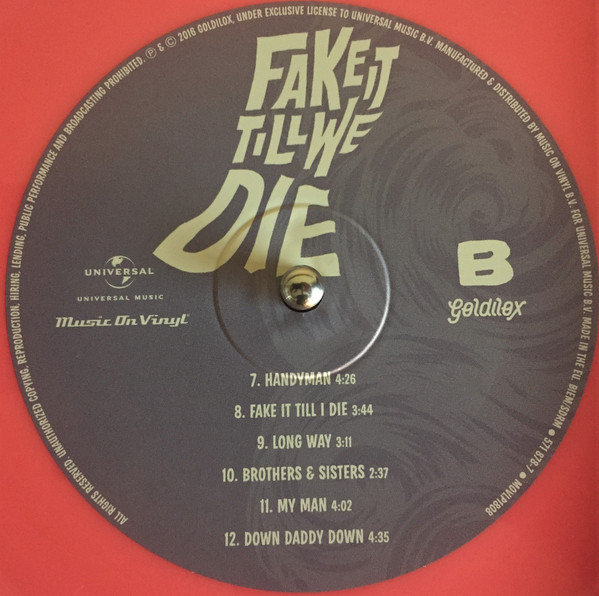 ALL RIGHTS RESERVED. UNAUTHORIZED COPYING, REPRODUCTION, HIRING, LENDING, PUBLIC PERFORMANCE AND BROADCASTING PROHIBITED. ℗ & © 2016 GOLDILOX, UNDER EXCLUSIVE LICENSE TO UNIVERSAL MUSIC B.V. MANUFACTURED & DISTRIBUTED BY MUSIC ON VINYL B.V. FOR UNIVERSAL MUSIC B.V. MADE IN THE EU. BIEM/SDRM ● 571 878-7 ● MOVLP1808
FAKE IT
TILL WE
DIE
UNIVERSAL
UNIVERSAL MUSIC
Music On Vinyl
B
Goldilox
7. HANDYMAN 4:26
8. FAKE IT TILL I DIE 3:44
9. LONG WAY 3:11
10. BROTHERS & SISTERS 2:37
11. MY MAN 4:02
12. DOWN DADDY DOWN 4:35